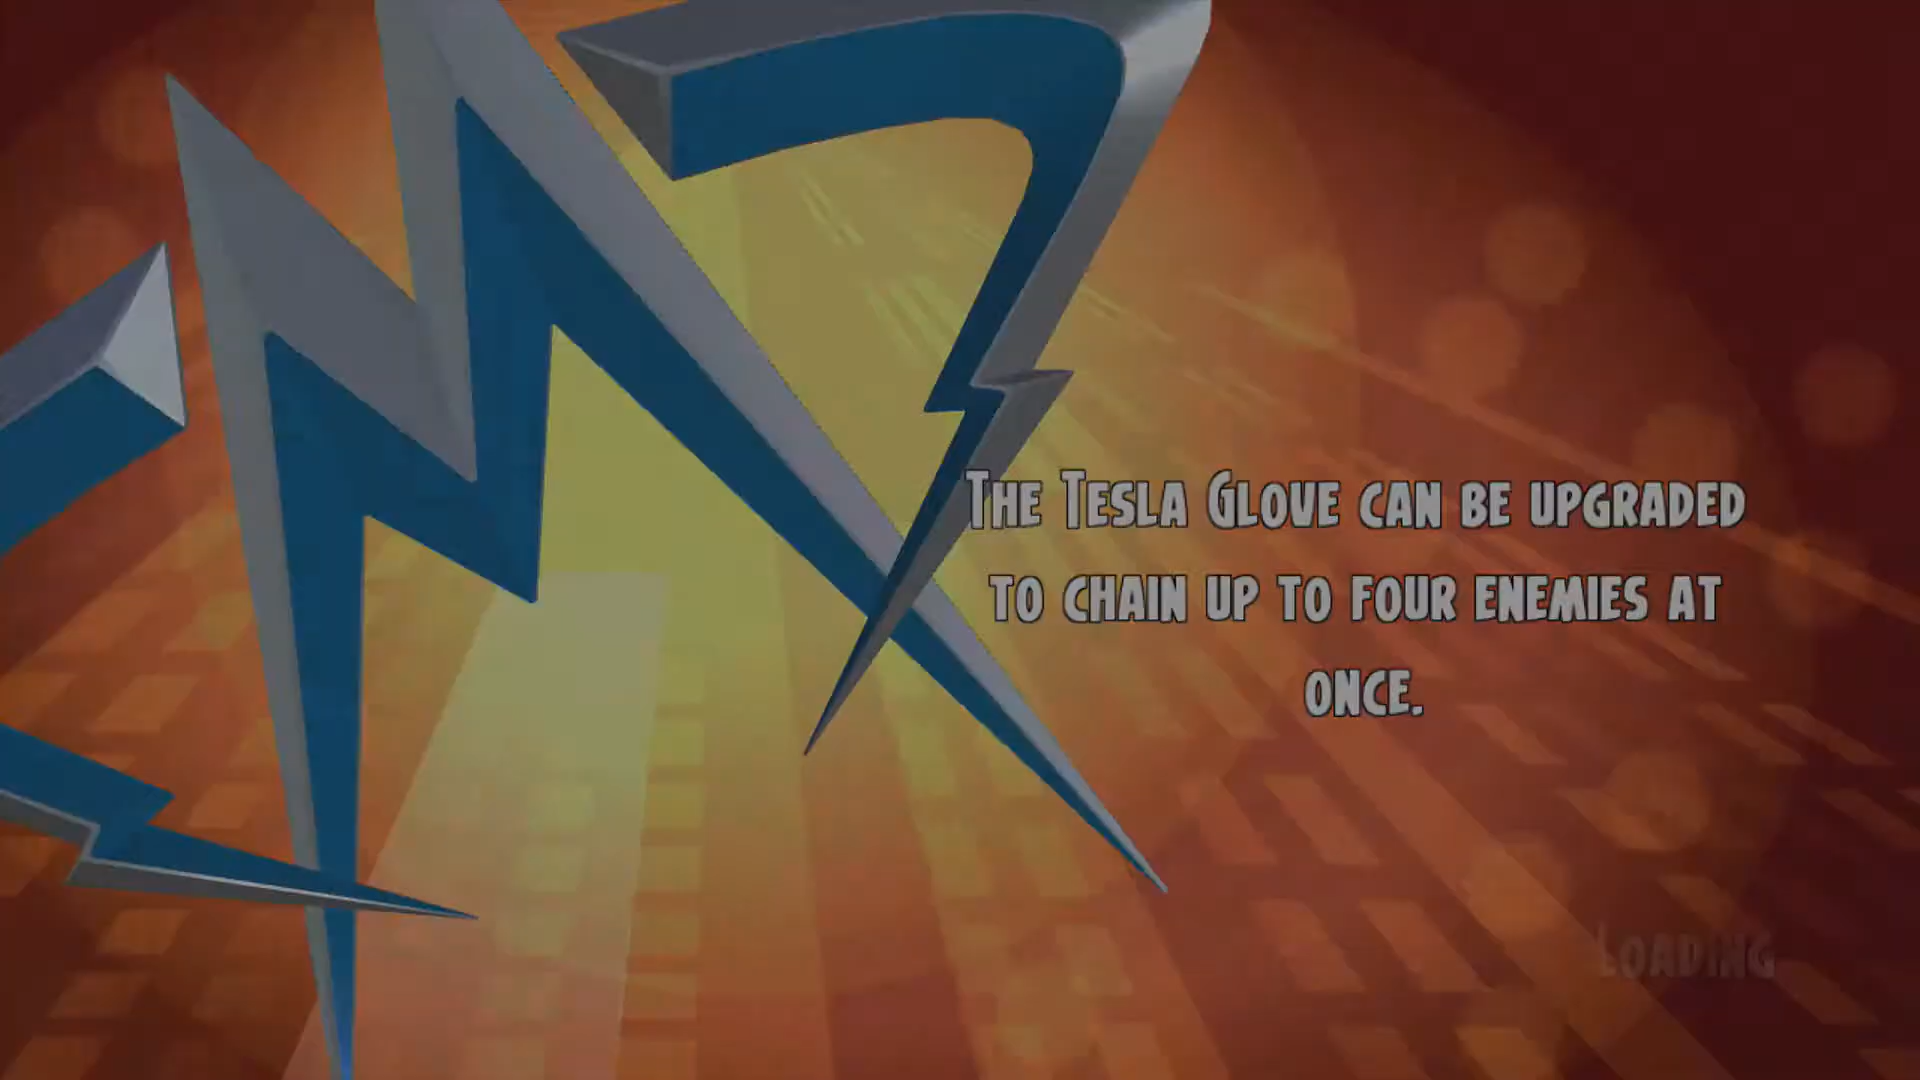 The Tesla Glove can be upgraded
to chain up to four enemies at
once.
Loading